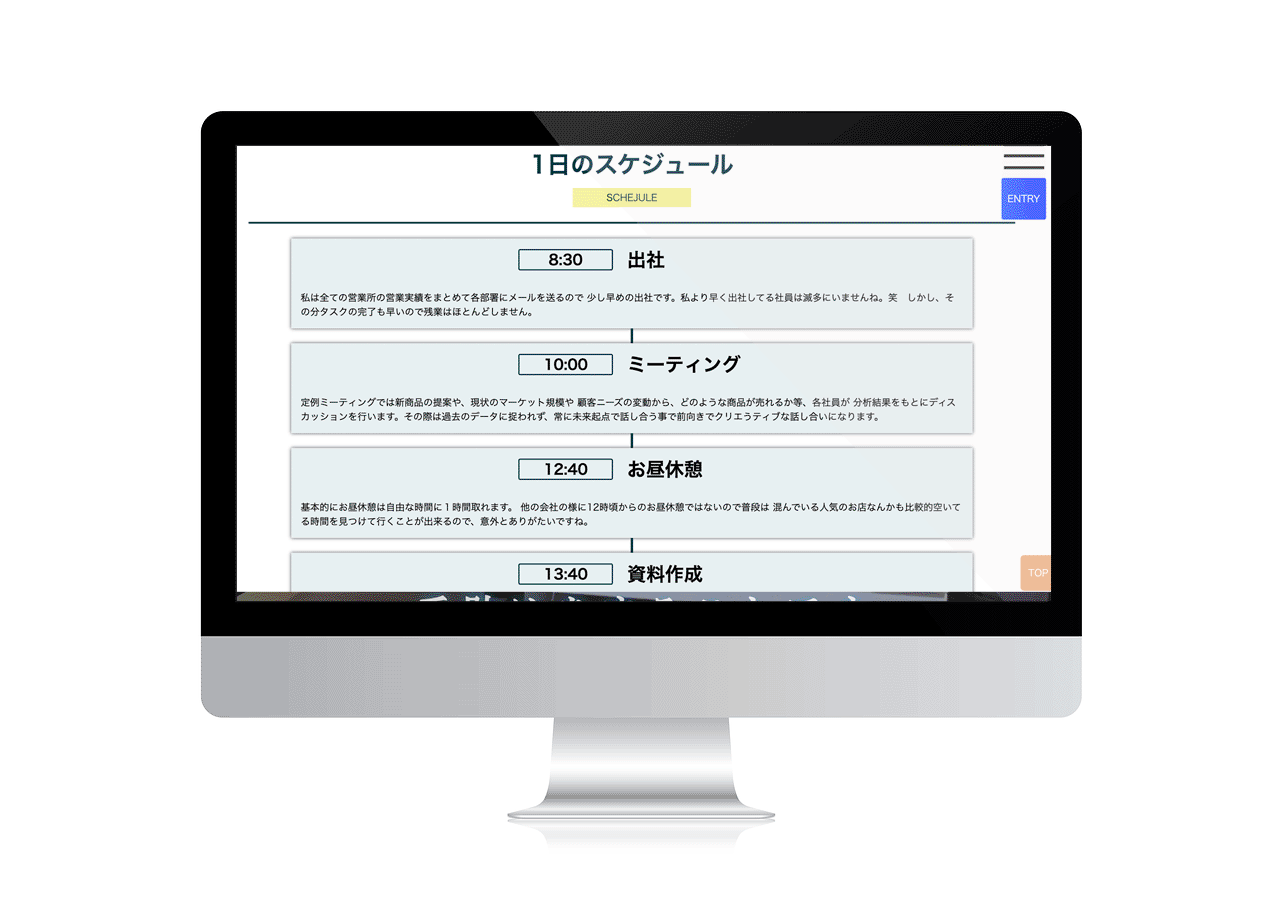 1日のスケジュール
SCHEJULE
ENTRY
8:30 出社
私は全ての営業所の営業実績をまとめて各部署にメールを送るので 少し早めの出社です。私より早く出社してる社員は滅多にいませんね。笑　しかし、そ
の分タスクの完了も早いので残業はほとんどしません。
10:00 ミーティング
定例ミーティングでは新商品の提案や、現状のマーケット規模や 顧客ニーズの変動から、どのような商品が売れるか等、各社員が 分析結果をもとにディス
カッションを行います。その際は過去のデータに捉われず、常に未来起点で話し合う事で前向きでクリエうティブな話し合いになります。
12:40 お昼休憩
基本的にお昼休憩は自由な時間に１時間取れます。 他の会社の様に12時頃からのお昼休憩ではないので普段は 混んでいる人気のお店なんかも比較的空いて
る時間を見つけて行くことが出来るので、意外とありがたいですね。
13:40 資料作成
TOP